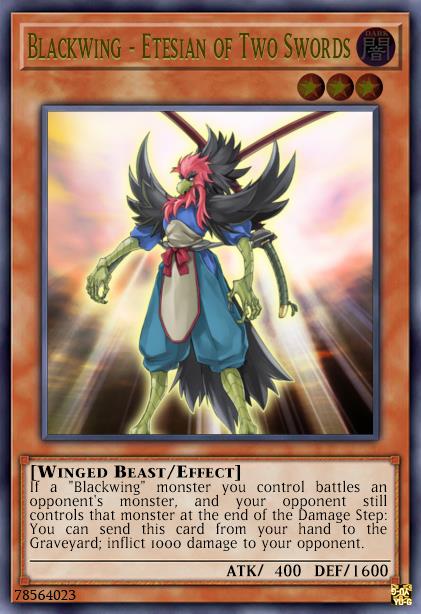 Blackwing - Etesian of Two Swords
DARK
闇
[Winged Beast/Effect]
If a "Blackwing" monster you control battles an
opponent's monster, and your opponent still
controls that monster at the end of the Damage Step:
You can send this card from your hand to the
Graveyard; inflict 1000 damage to your opponent.
ATK/ 400 DEF/1600
78564023